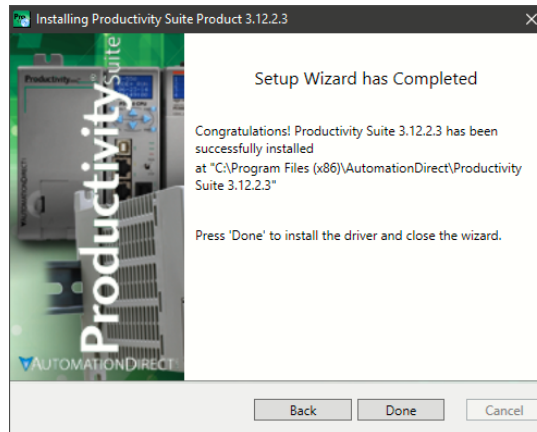 Installing Productivity Suite Product 3.12.2.3
Productivity Suite
Setup Wizard has Completed
Congratulations! Productivity Suite 3.12.2.3 has been
successfully installed
at "C:\Program Files (x86)\AutomationDirect\Productivity
Suite 3.12.2.3"
Press 'Done' to install the driver and close the wizard.
AUTOMATIONDIRECT
Back
Done
Cancel